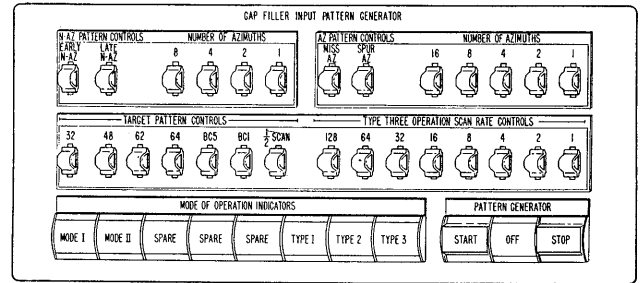 GAP FILLER INPUT PATTERN GENERATOR
N-AZ PATTERN CONTROLS NUMBER OF AZIMUTHS
EARLY N-AZ LATE N-AZ 8 4 2 1
AZ PATTERN CONTROLS NUMBER OF AZIMUTHS
MISS AZ SPUR AZ 16 8 4 2 1
TARGET PATTERN CONTROLS TYPE THREE OPERATION SCAN RATE CONTROLS
32 48 62 64 BC5 BC1 1/2 SCAN 128 64 32 16 8 4 2 1
MODE OF OPERATION INDICATORS
MODE I MODE II SPARE SPARE SPARE TYPE 1 TYPE 2 TYPE 3
PATTERN GENERATOR
START OFF STOP